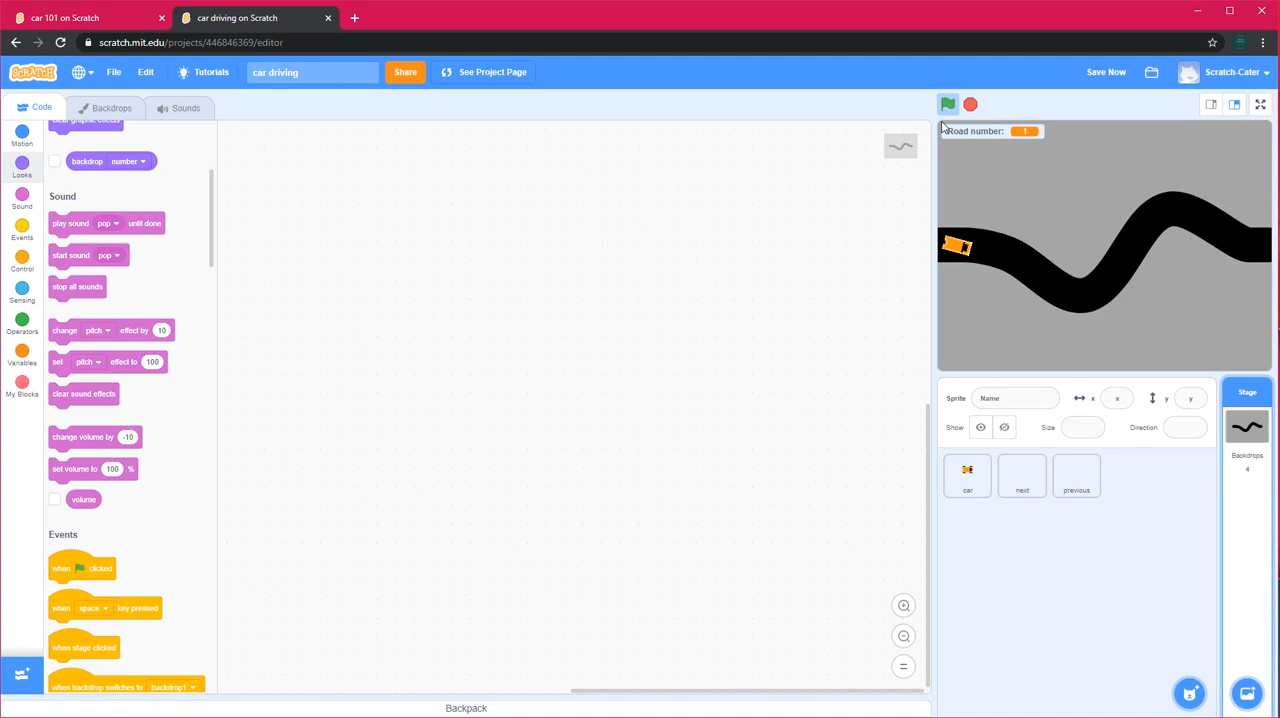 car 101 on Scratch
car driving on Scratch
scratch.mit.edu/projects/446846369/editor
SCRATCH File Edit Tutorials car driving Share See Project Page Save Now Scratch-Cater
Code Backdrops Sounds
Motion
Looks
Sound
Events
Control
Sensing
Operators
Variables
My Blocks
clear graphic effects
backdrop number
Sound
play sound pop until done
start sound pop
stop all sounds
change pitch effect by 10
set pitch effect to 100
clear sound effects
change volume by -10
set volume to 100 %
volume
Events
when clicked
when space key pressed
when stage clicked
when backdrop switches to backdrop1
Backpack
Road number: 1
Sprite Name x x y y
Show Size Direction
car
next
previous
Stage
Backdrops
4